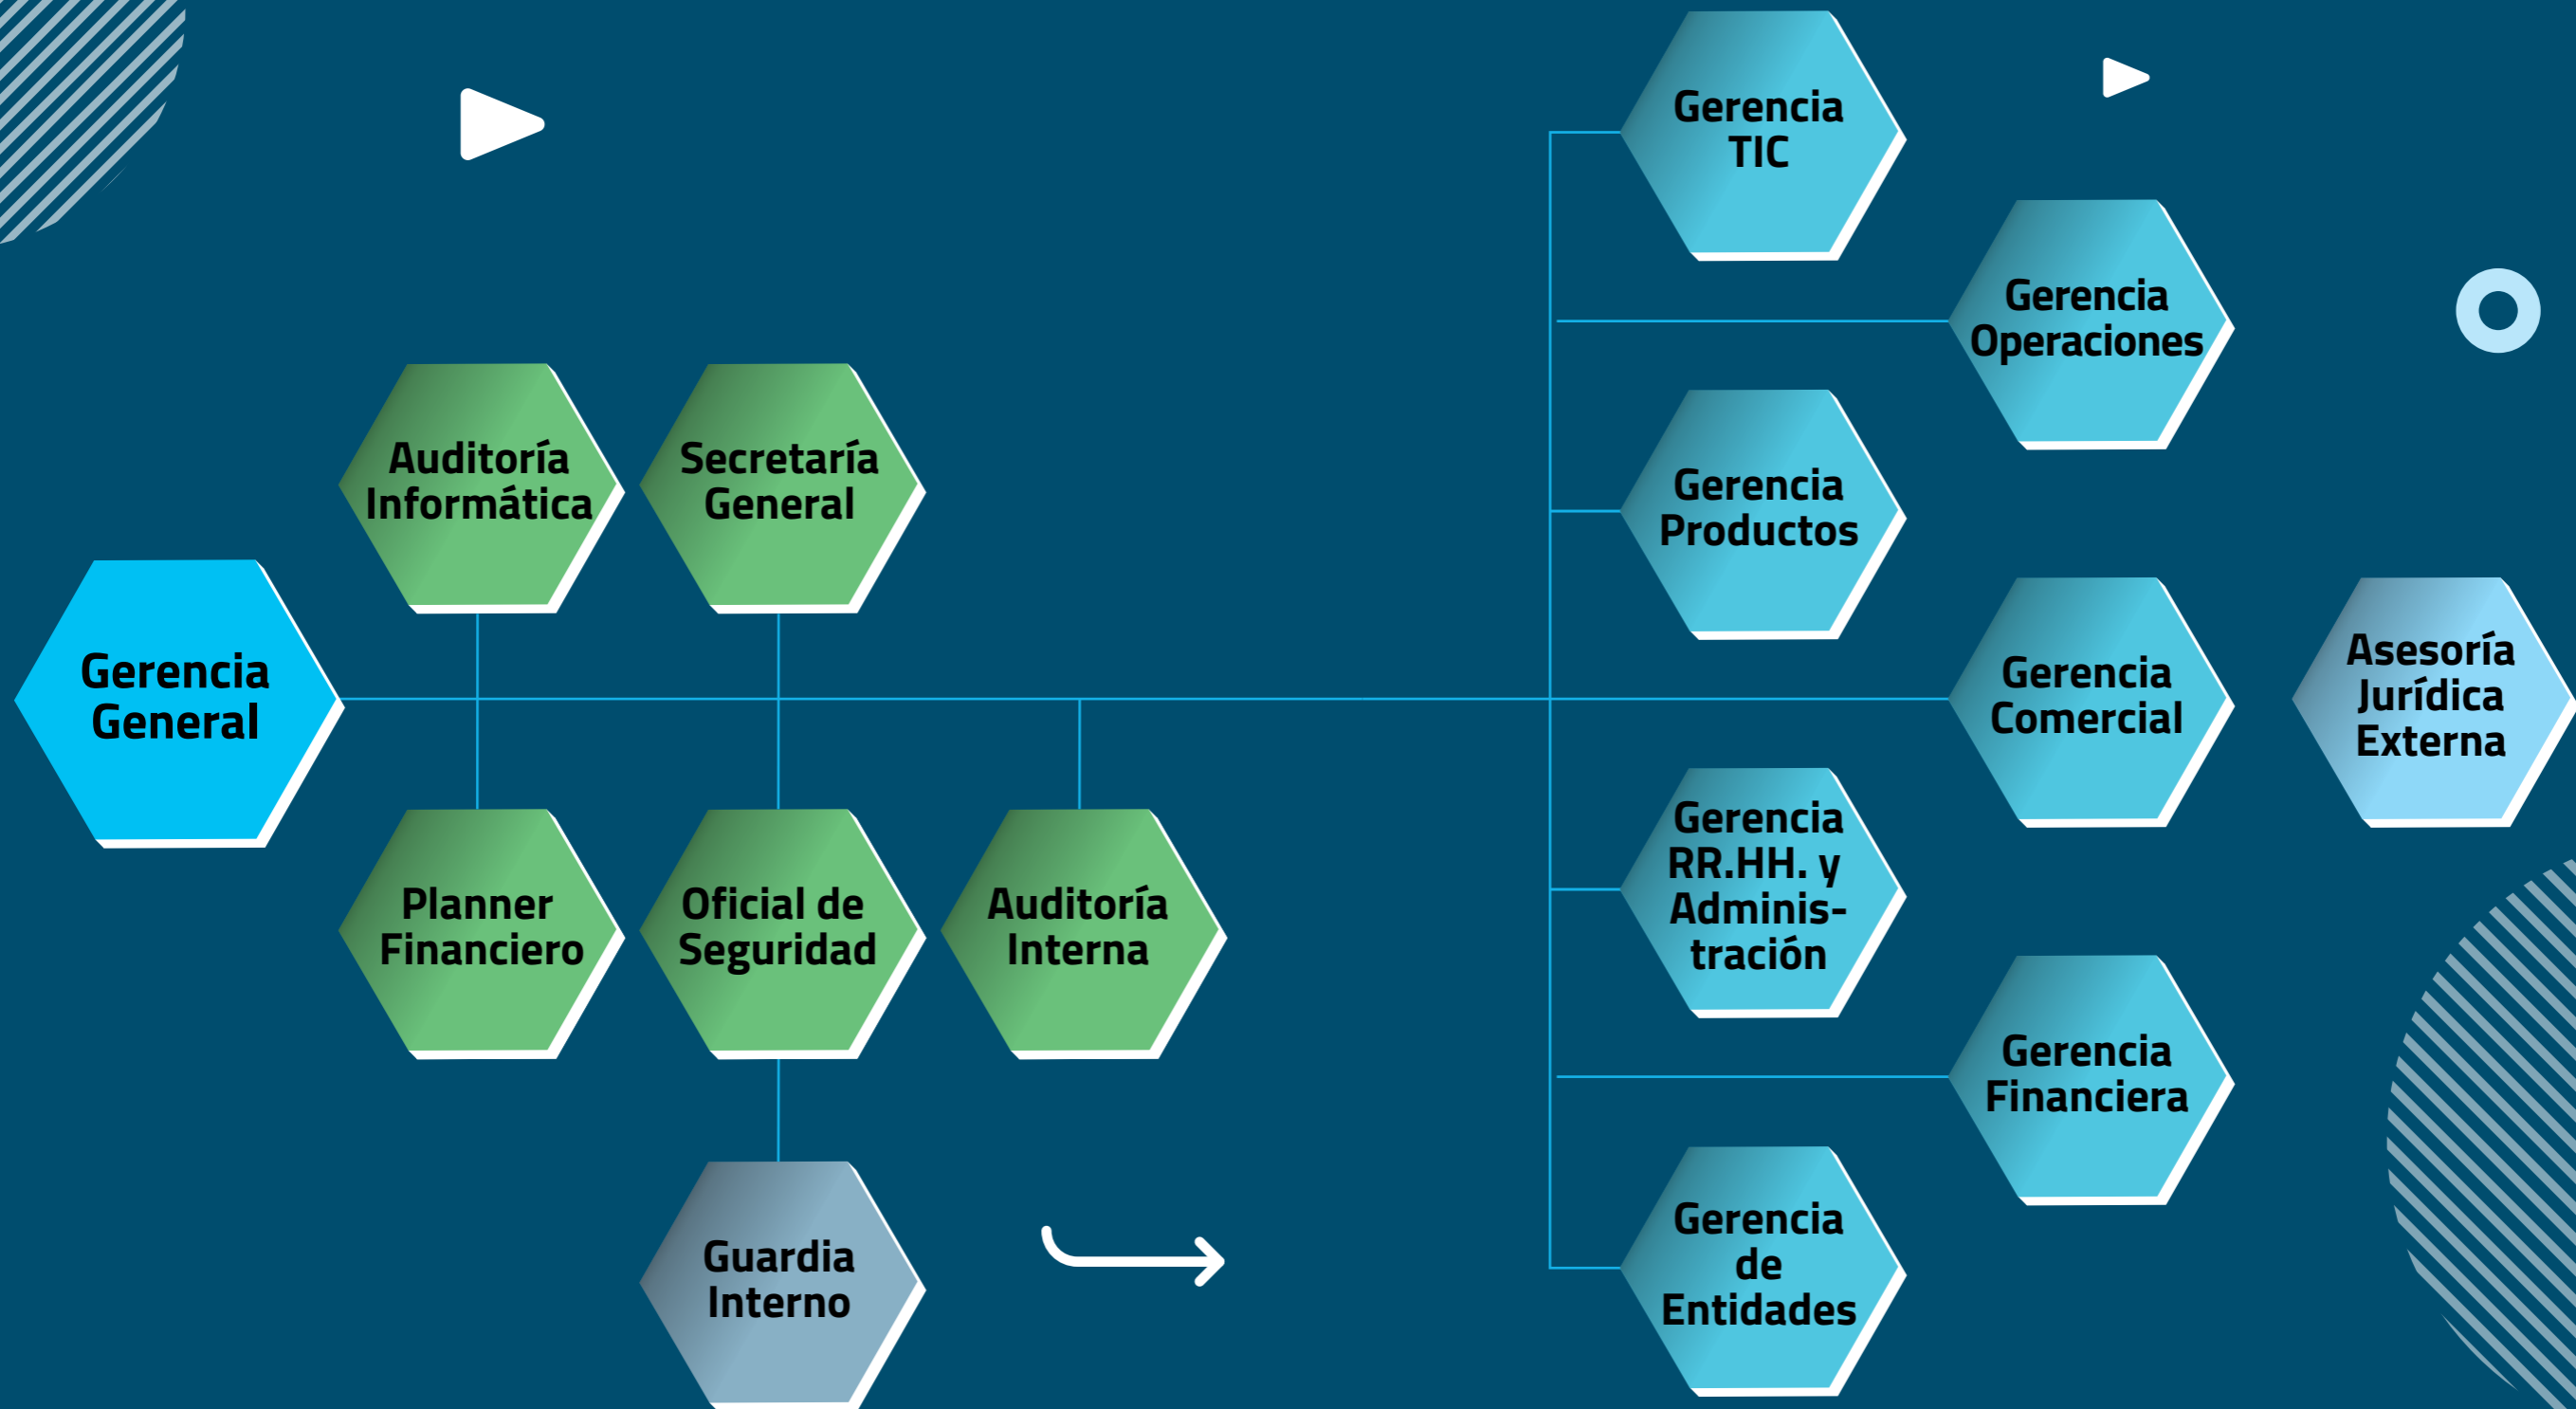 Gerencia
General
Auditoría
Informática
Secretaría
General
Planner
Financiero
Oficial de
Seguridad
Auditoría
Interna
Guardia
Interno
Gerencia
TIC
Gerencia
Operaciones
Gerencia
Productos
Gerencia
Comercial
Asesoría
Jurídica
Externa
Gerencia
RR.HH. y
Adminis-
tración
Gerencia
Financiera
Gerencia
de
Entidades